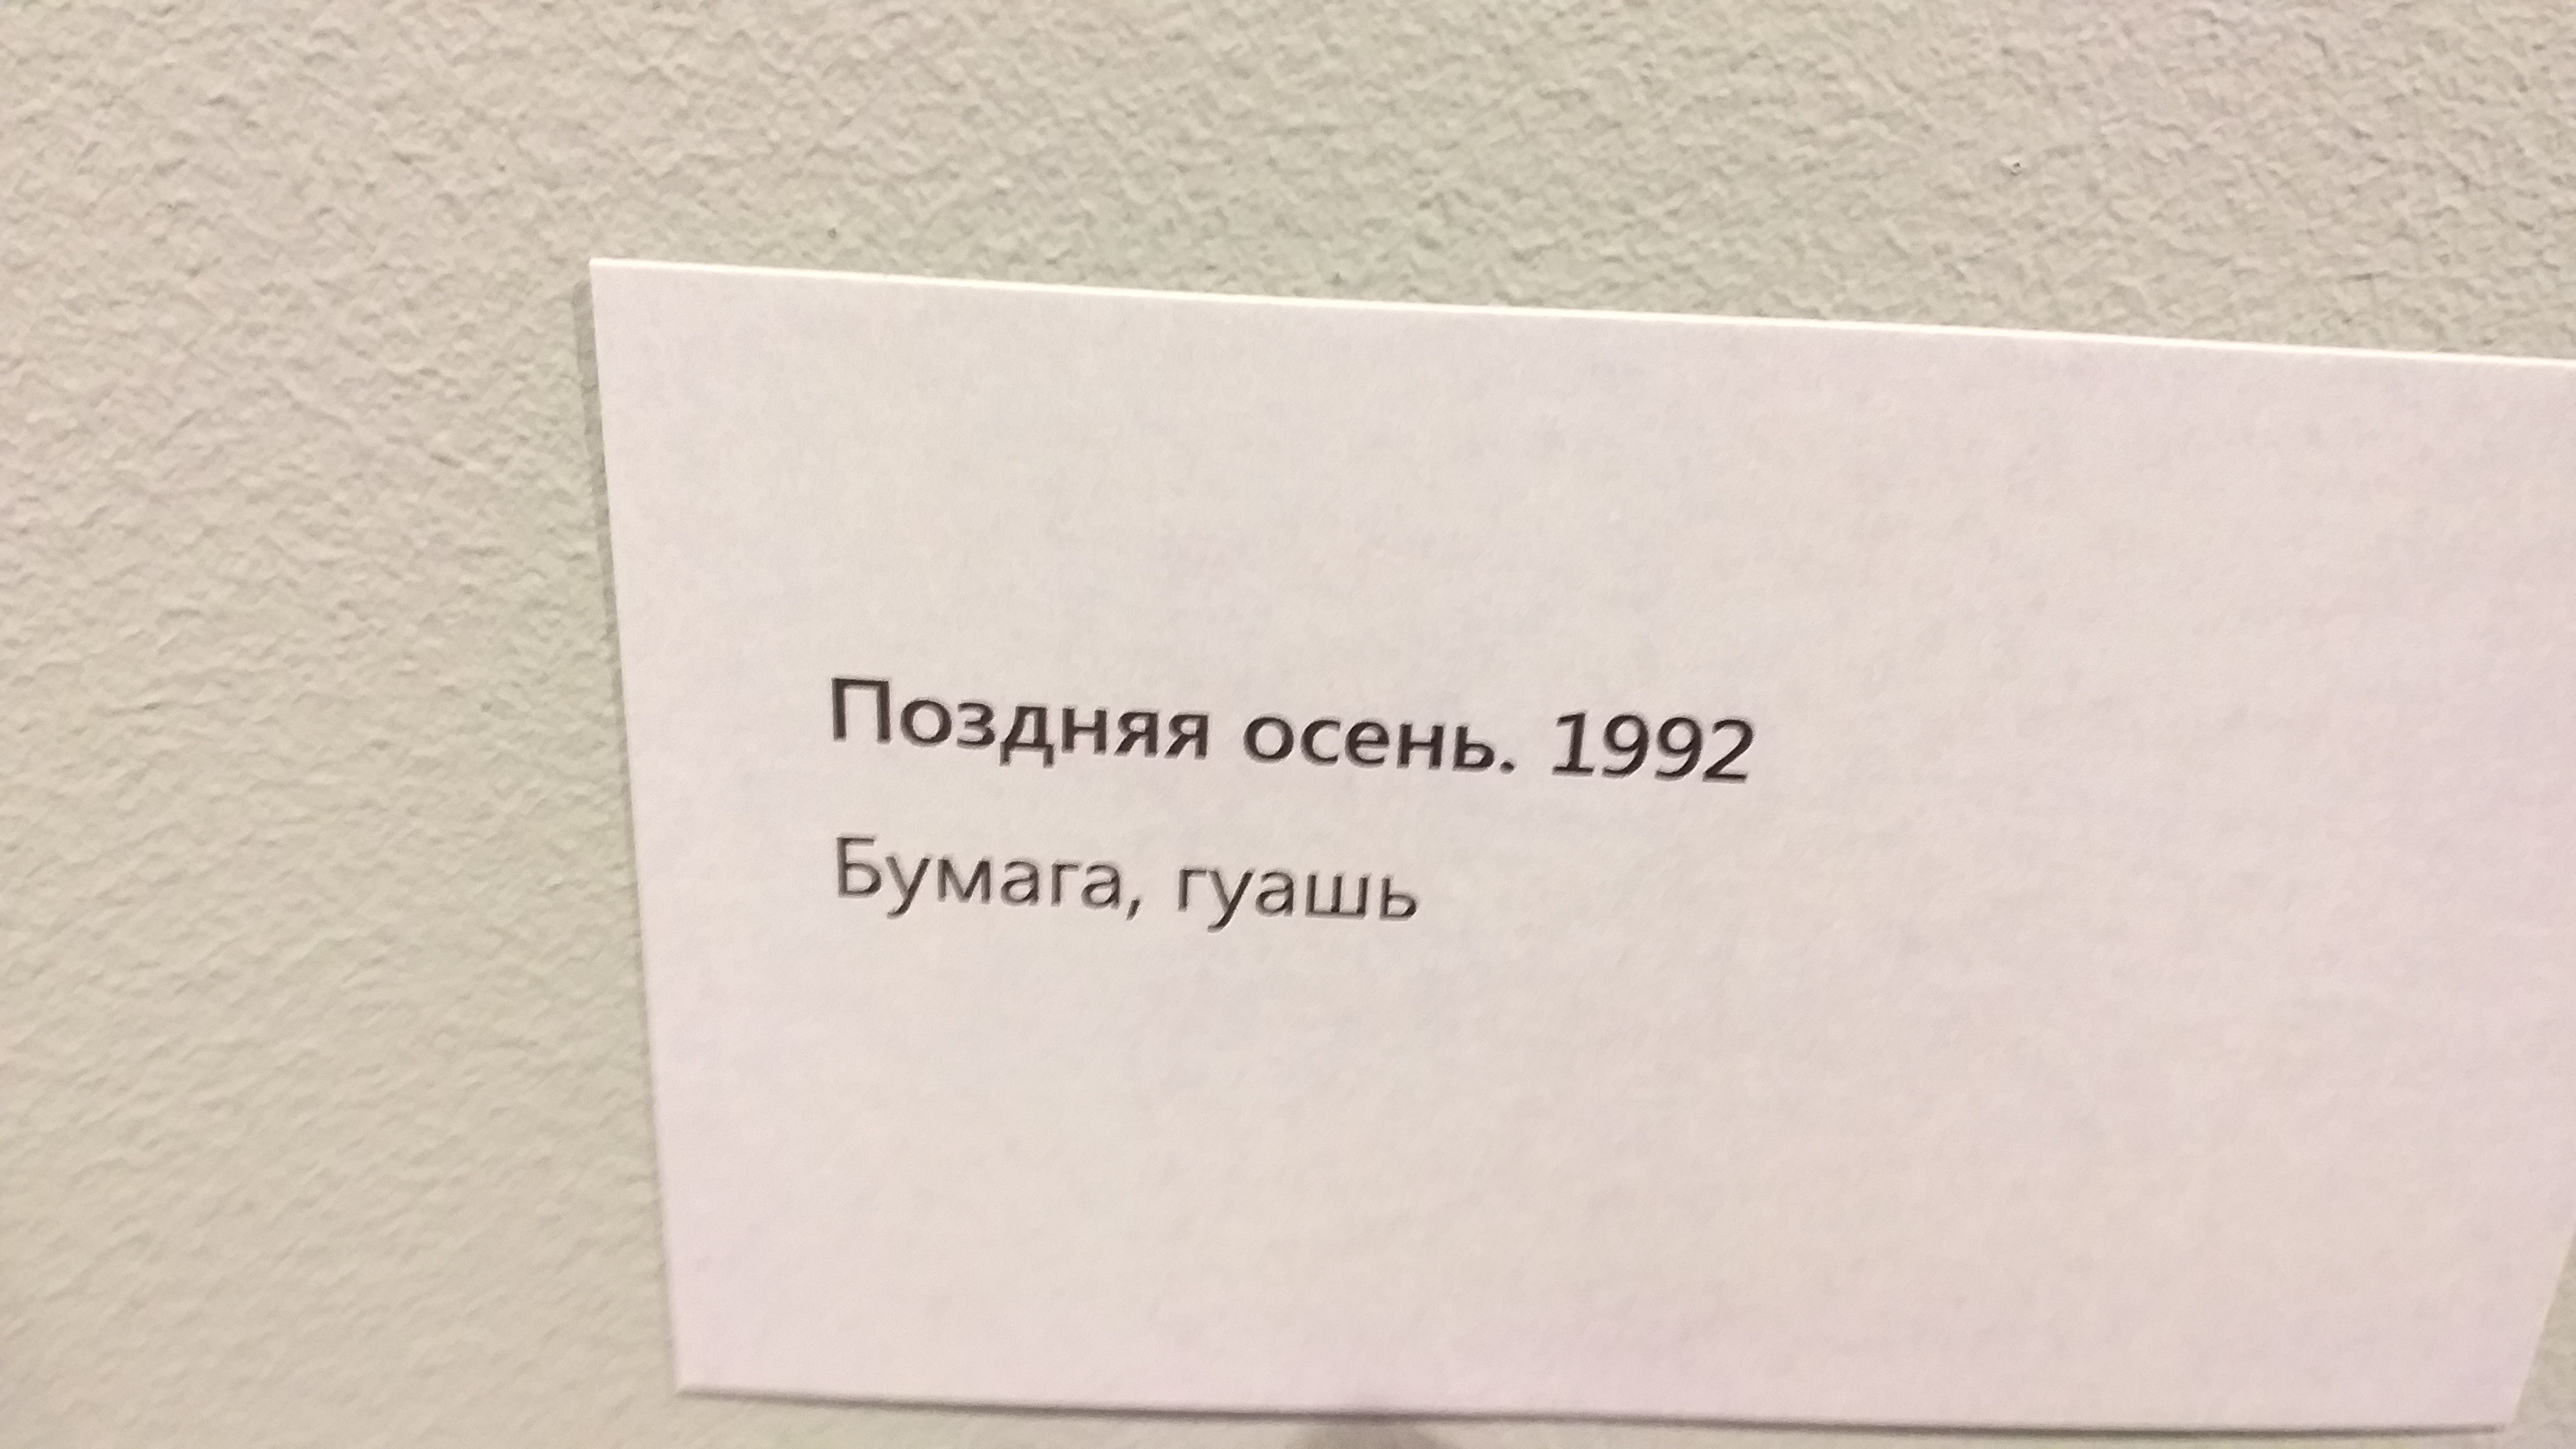 Поздняя осень. 1992
Бумага, гуашь